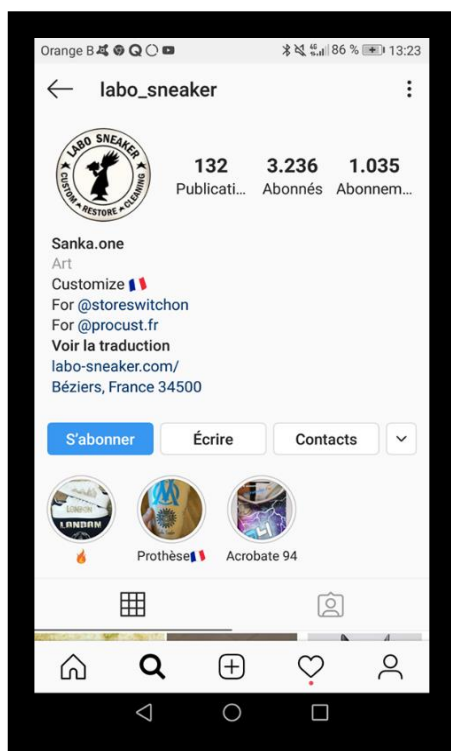 Orange B 86 % 13:23
labo_sneaker
LABO SNEAKER
CUSTOM ★ RESTORE ★ CLEANING
132 3.236 1.035
Publicati... Abonnés Abonnem...
Sanka.one
Art
Customize 🇫🇷
For @storeswitchon
For @procust.fr
Voir la traduction
labo-sneaker.com/
Béziers, France 34500
S'abonner Écrire Contacts
LONDON
LANDAN
🔥 Prothèse🇫🇷 Acrobate 94